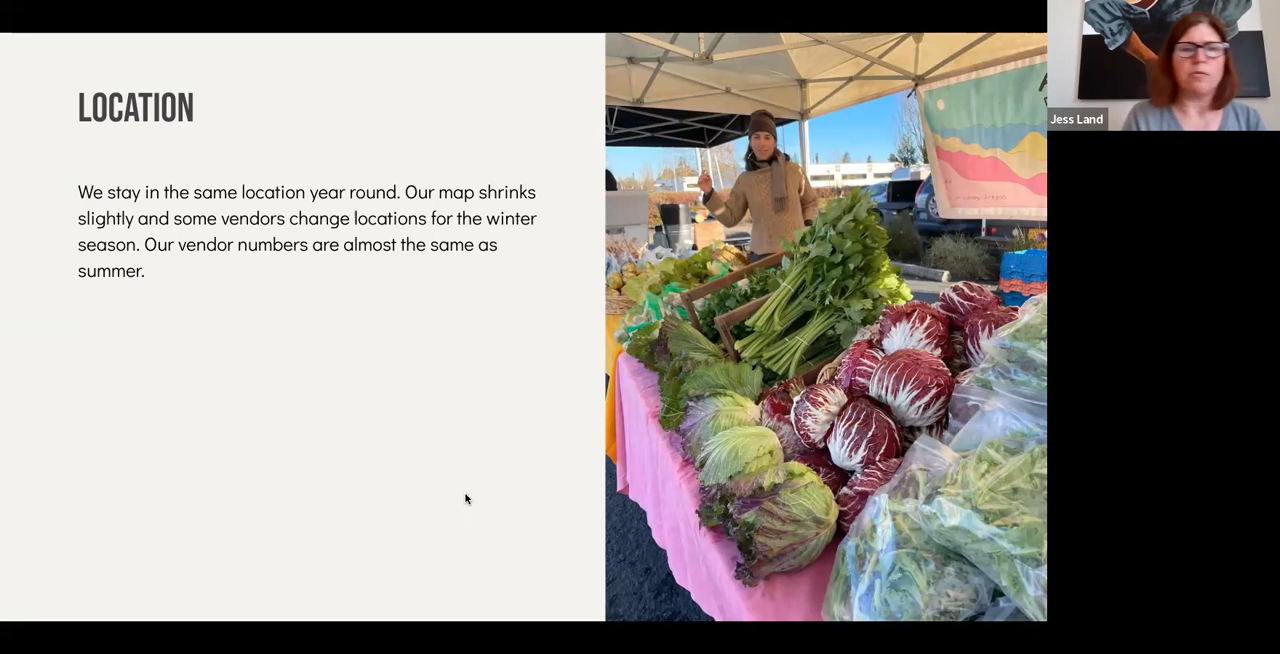 LOCATION
We stay in the same location year round. Our map shrinks
slightly and some vendors change locations for the winter
season. Our vendor numbers are almost the same as
summer.
Jess Land